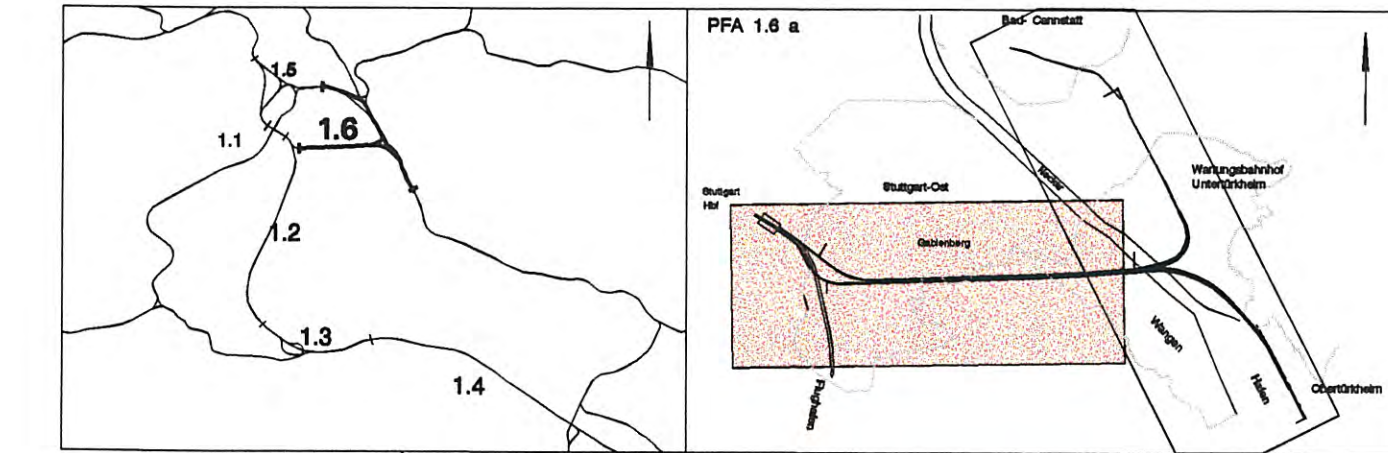 1.5
1.6
1.1
1.2
1.3
1.4
PFA 1.6 a
Bad- Cannstatt
Neckar
Wartungsbahnhof
Untertürkheim
Stuttgart
Hbf
Stuttgart-Ost
Gablenberg
Wangen
Hafen
Flughafen
Obertürkheim